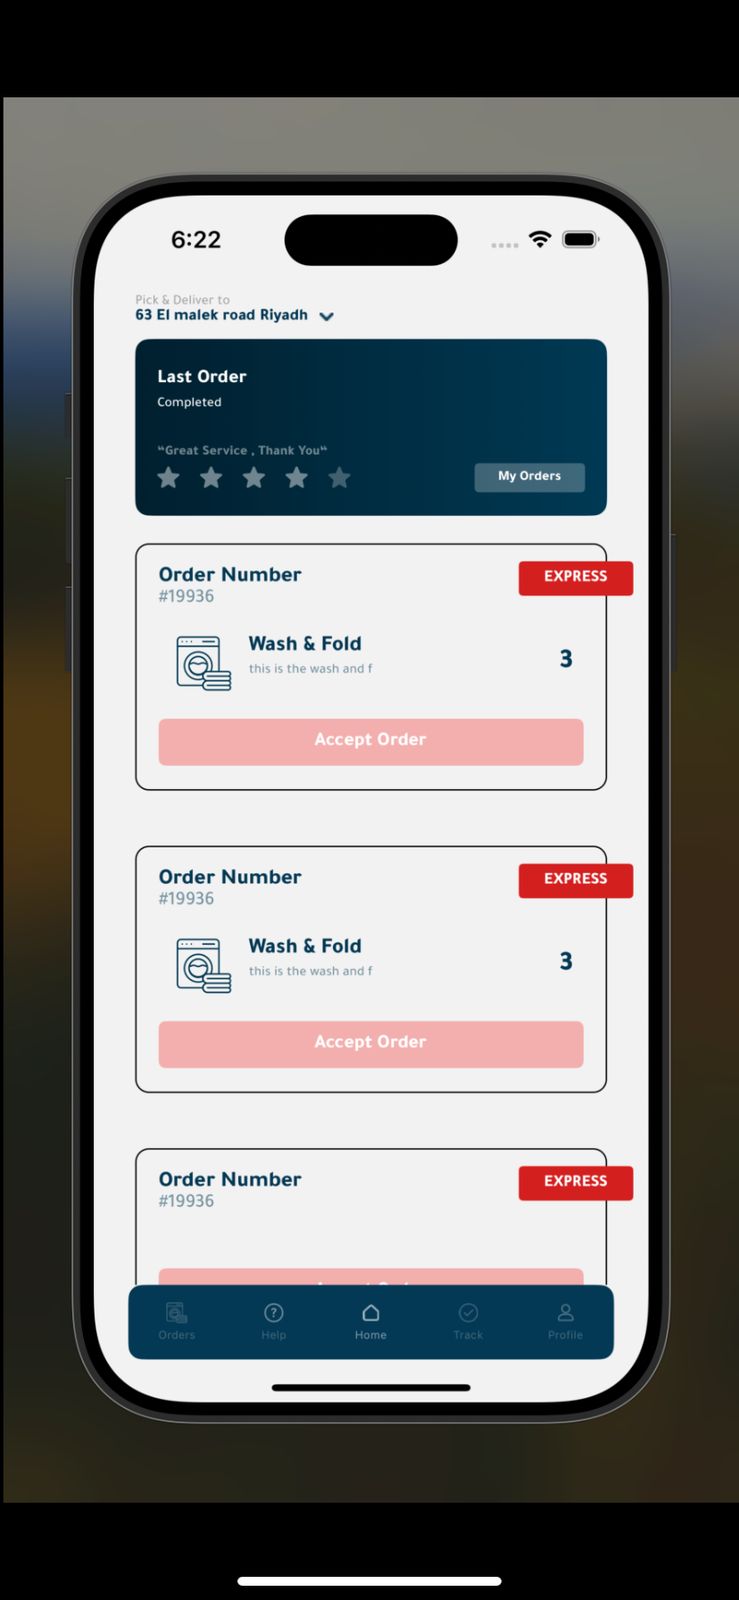 6:22
Pick & Deliver to
63 El malek road Riyadh
Last Order
Completed
“Great Service , Thank You“
My Orders
Order Number
EXPRESS
#19936
Wash & Fold
this is the wash and f
3
Accept Order
Order Number
EXPRESS
#19936
Wash & Fold
this is the wash and f
3
Accept Order
Order Number
EXPRESS
#19936
Orders
Help
Home
Track
Profile